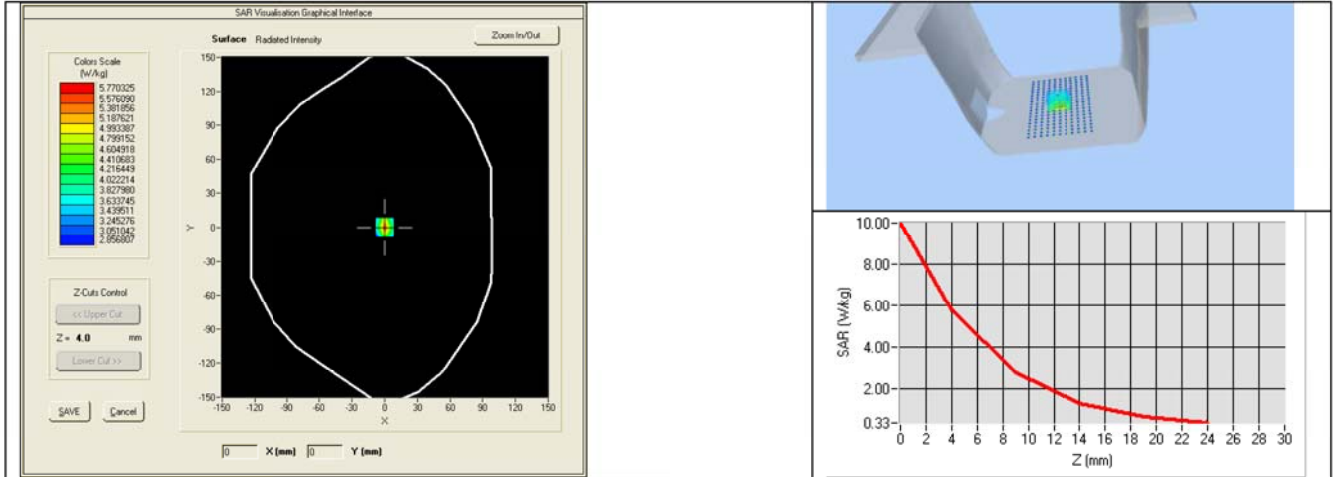 SAR Visualisation Graphical Interface
Surface Radiated Intensity
Zoom In/Out
Colors Scale
(W/kg)
5.770325
5.576090
5.381856
5.187621
4.993387
4.799152
4.604918
4.410683
4.216449
4.022214
3.827980
3.633745
3.439511
3.245276
3.051042
2.856807
Z-Cuts Control
<< Upper Cut
Z = 4.0 mm
Lower Cut >>
SAVE
Cancel
150
120
90
60
30
0
-30
-60
-90
-120
-150
Y
-150 -120 -90 -60 -30 0 30 60 90 120 150
X
0 X (mm) 0 Y (mm)
10.00
8.00
6.00
4.00
2.00
0.33
SAR (W/kg)
0 2 4 6 8 10 12 14 16 18 20 22 24 26 28 30
Z (mm)